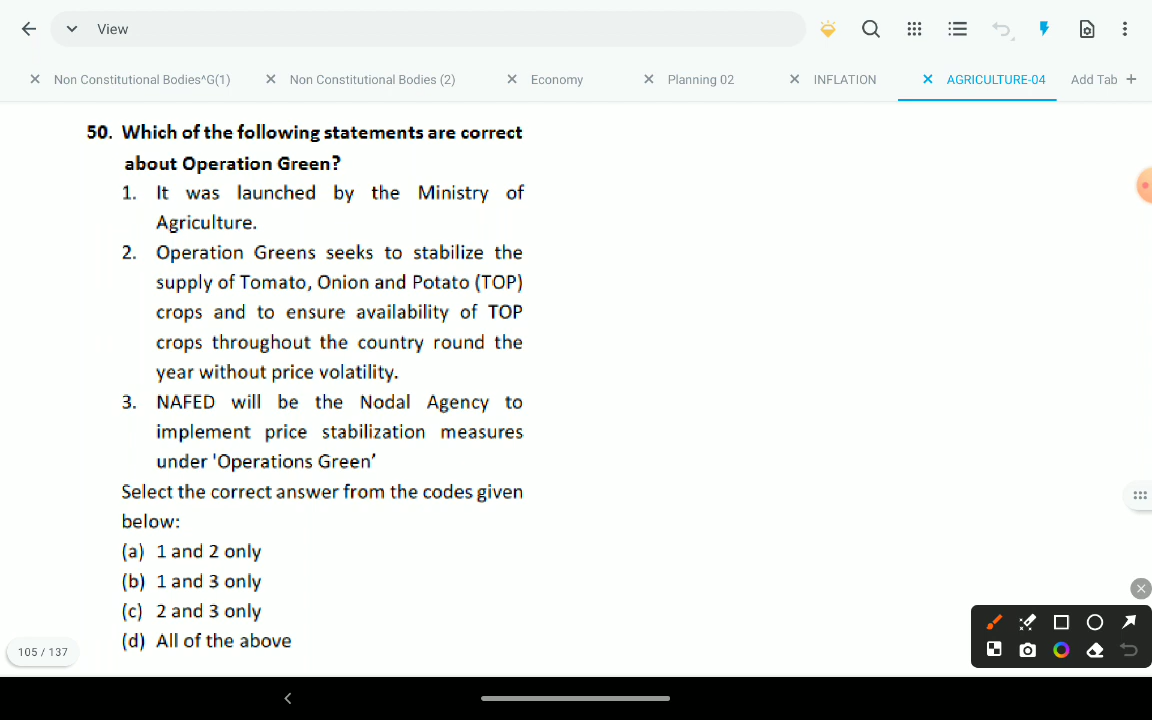 View
Non Constitutional Bodies^G(1) Non Constitutional Bodies (2) Economy Planning 02 INFLATION AGRICULTURE-04 Add Tab +
50. Which of the following statements are correct
about Operation Green?
1. It was launched by the Ministry of
Agriculture.
2. Operation Greens seeks to stabilize the
supply of Tomato, Onion and Potato (TOP)
crops and to ensure availability of TOP
crops throughout the country round the
year without price volatility.
3. NAFED will be the Nodal Agency to
implement price stabilization measures
under 'Operations Green’
Select the correct answer from the codes given
below:
(a) 1 and 2 only
(b) 1 and 3 only
(c) 2 and 3 only
(d) All of the above
105 / 137